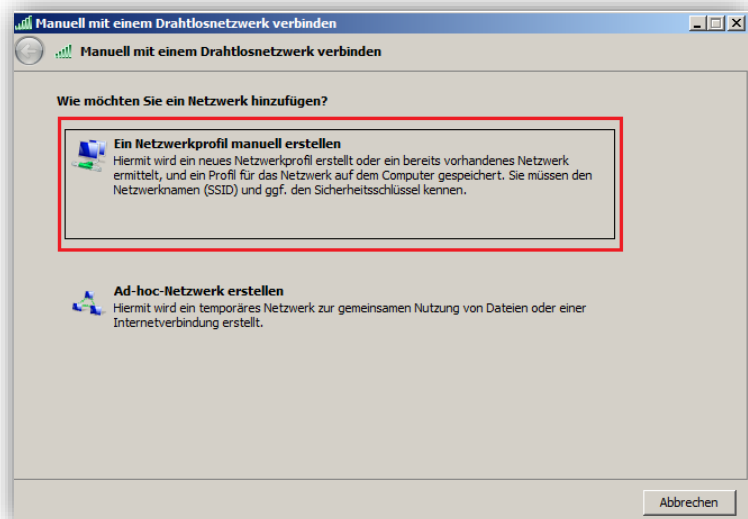 Manuell mit einem Drahtlosnetzwerk verbinden
Manuell mit einem Drahtlosnetzwerk verbinden
Wie möchten Sie ein Netzwerk hinzufügen?
Ein Netzwerkprofil manuell erstellen
Hiermit wird ein neues Netzwerkprofil erstellt oder ein bereits vorhandenes Netzwerk
ermittelt, und ein Profil für das Netzwerk auf dem Computer gespeichert. Sie müssen den
Netzwerknamen (SSID) und ggf. den Sicherheitsschlüssel kennen.
Ad-hoc-Netzwerk erstellen
Hiermit wird ein temporäres Netzwerk zur gemeinsamen Nutzung von Dateien oder einer
Internetverbindung erstellt.
Abbrechen